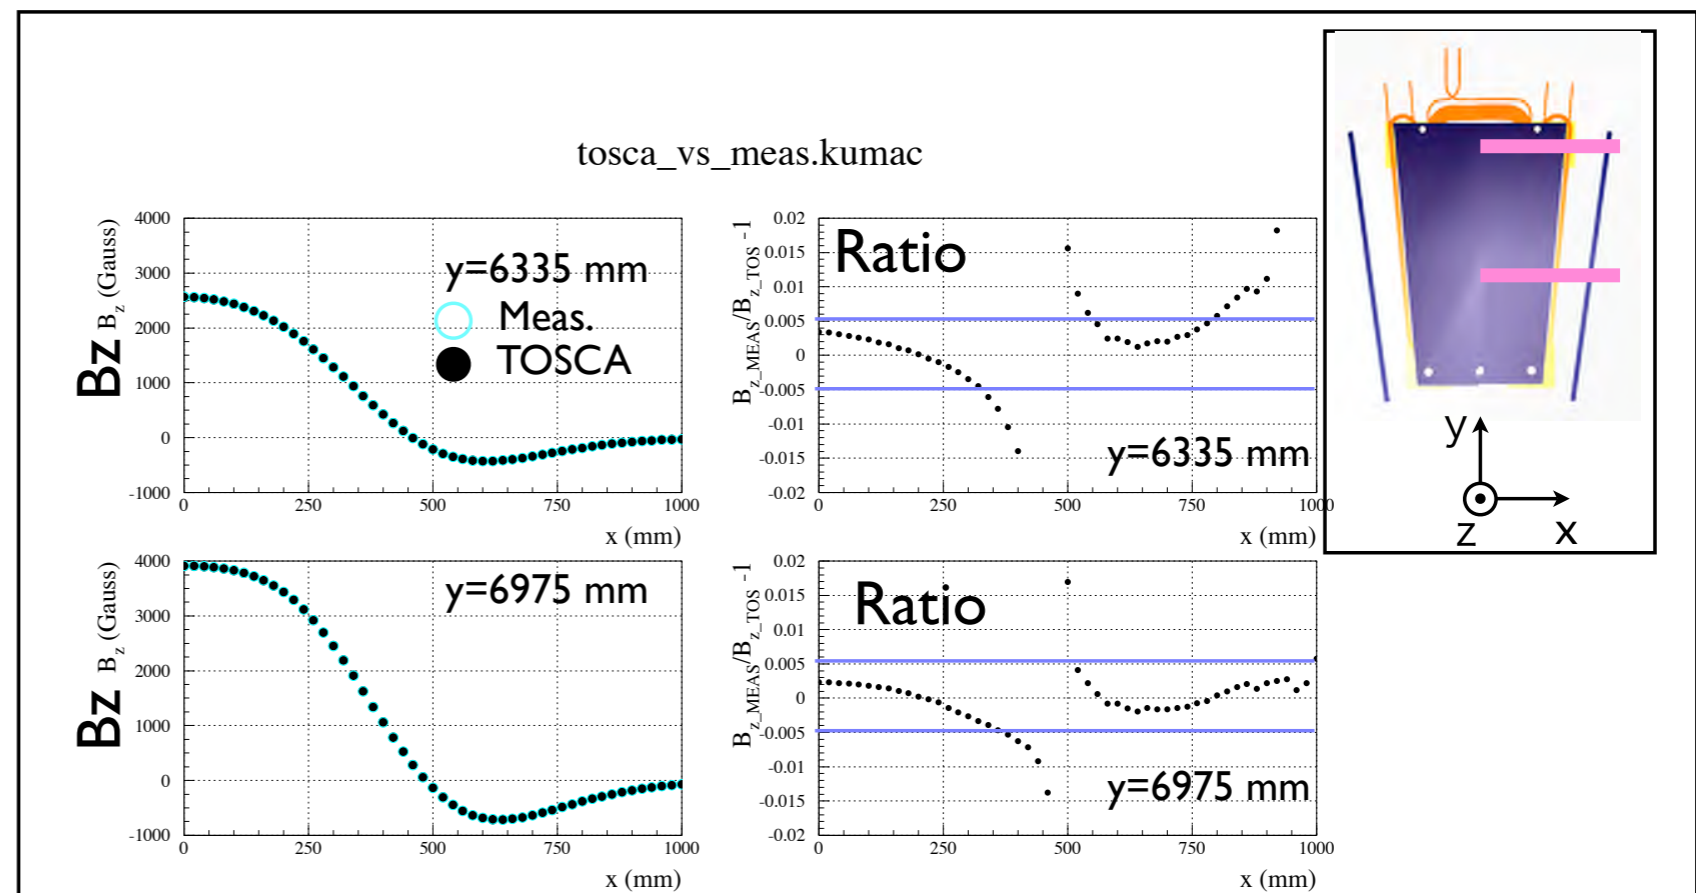 tosca_vs_meas.kumac
Bz
B_z (Gauss)
4000
3000
2000
1000
0
-1000
y=6335 mm
Meas.
TOSCA
0
250
500
750
1000
x (mm)
B_z_MEAS/B_z_TOS -1
0.02
0.015
0.01
0.005
0
-0.005
-0.01
-0.015
-0.02
Ratio
y=6335 mm
0
250
500
750
1000
x (mm)
y
z
x
Bz
B_z (Gauss)
4000
3000
2000
1000
0
-1000
y=6975 mm
0
250
500
750
1000
x (mm)
B_z_MEAS/B_z_TOS -1
0.02
0.015
0.01
0.005
0
-0.005
-0.01
-0.015
-0.02
Ratio
y=6975 mm
0
250
500
750
1000
x (mm)